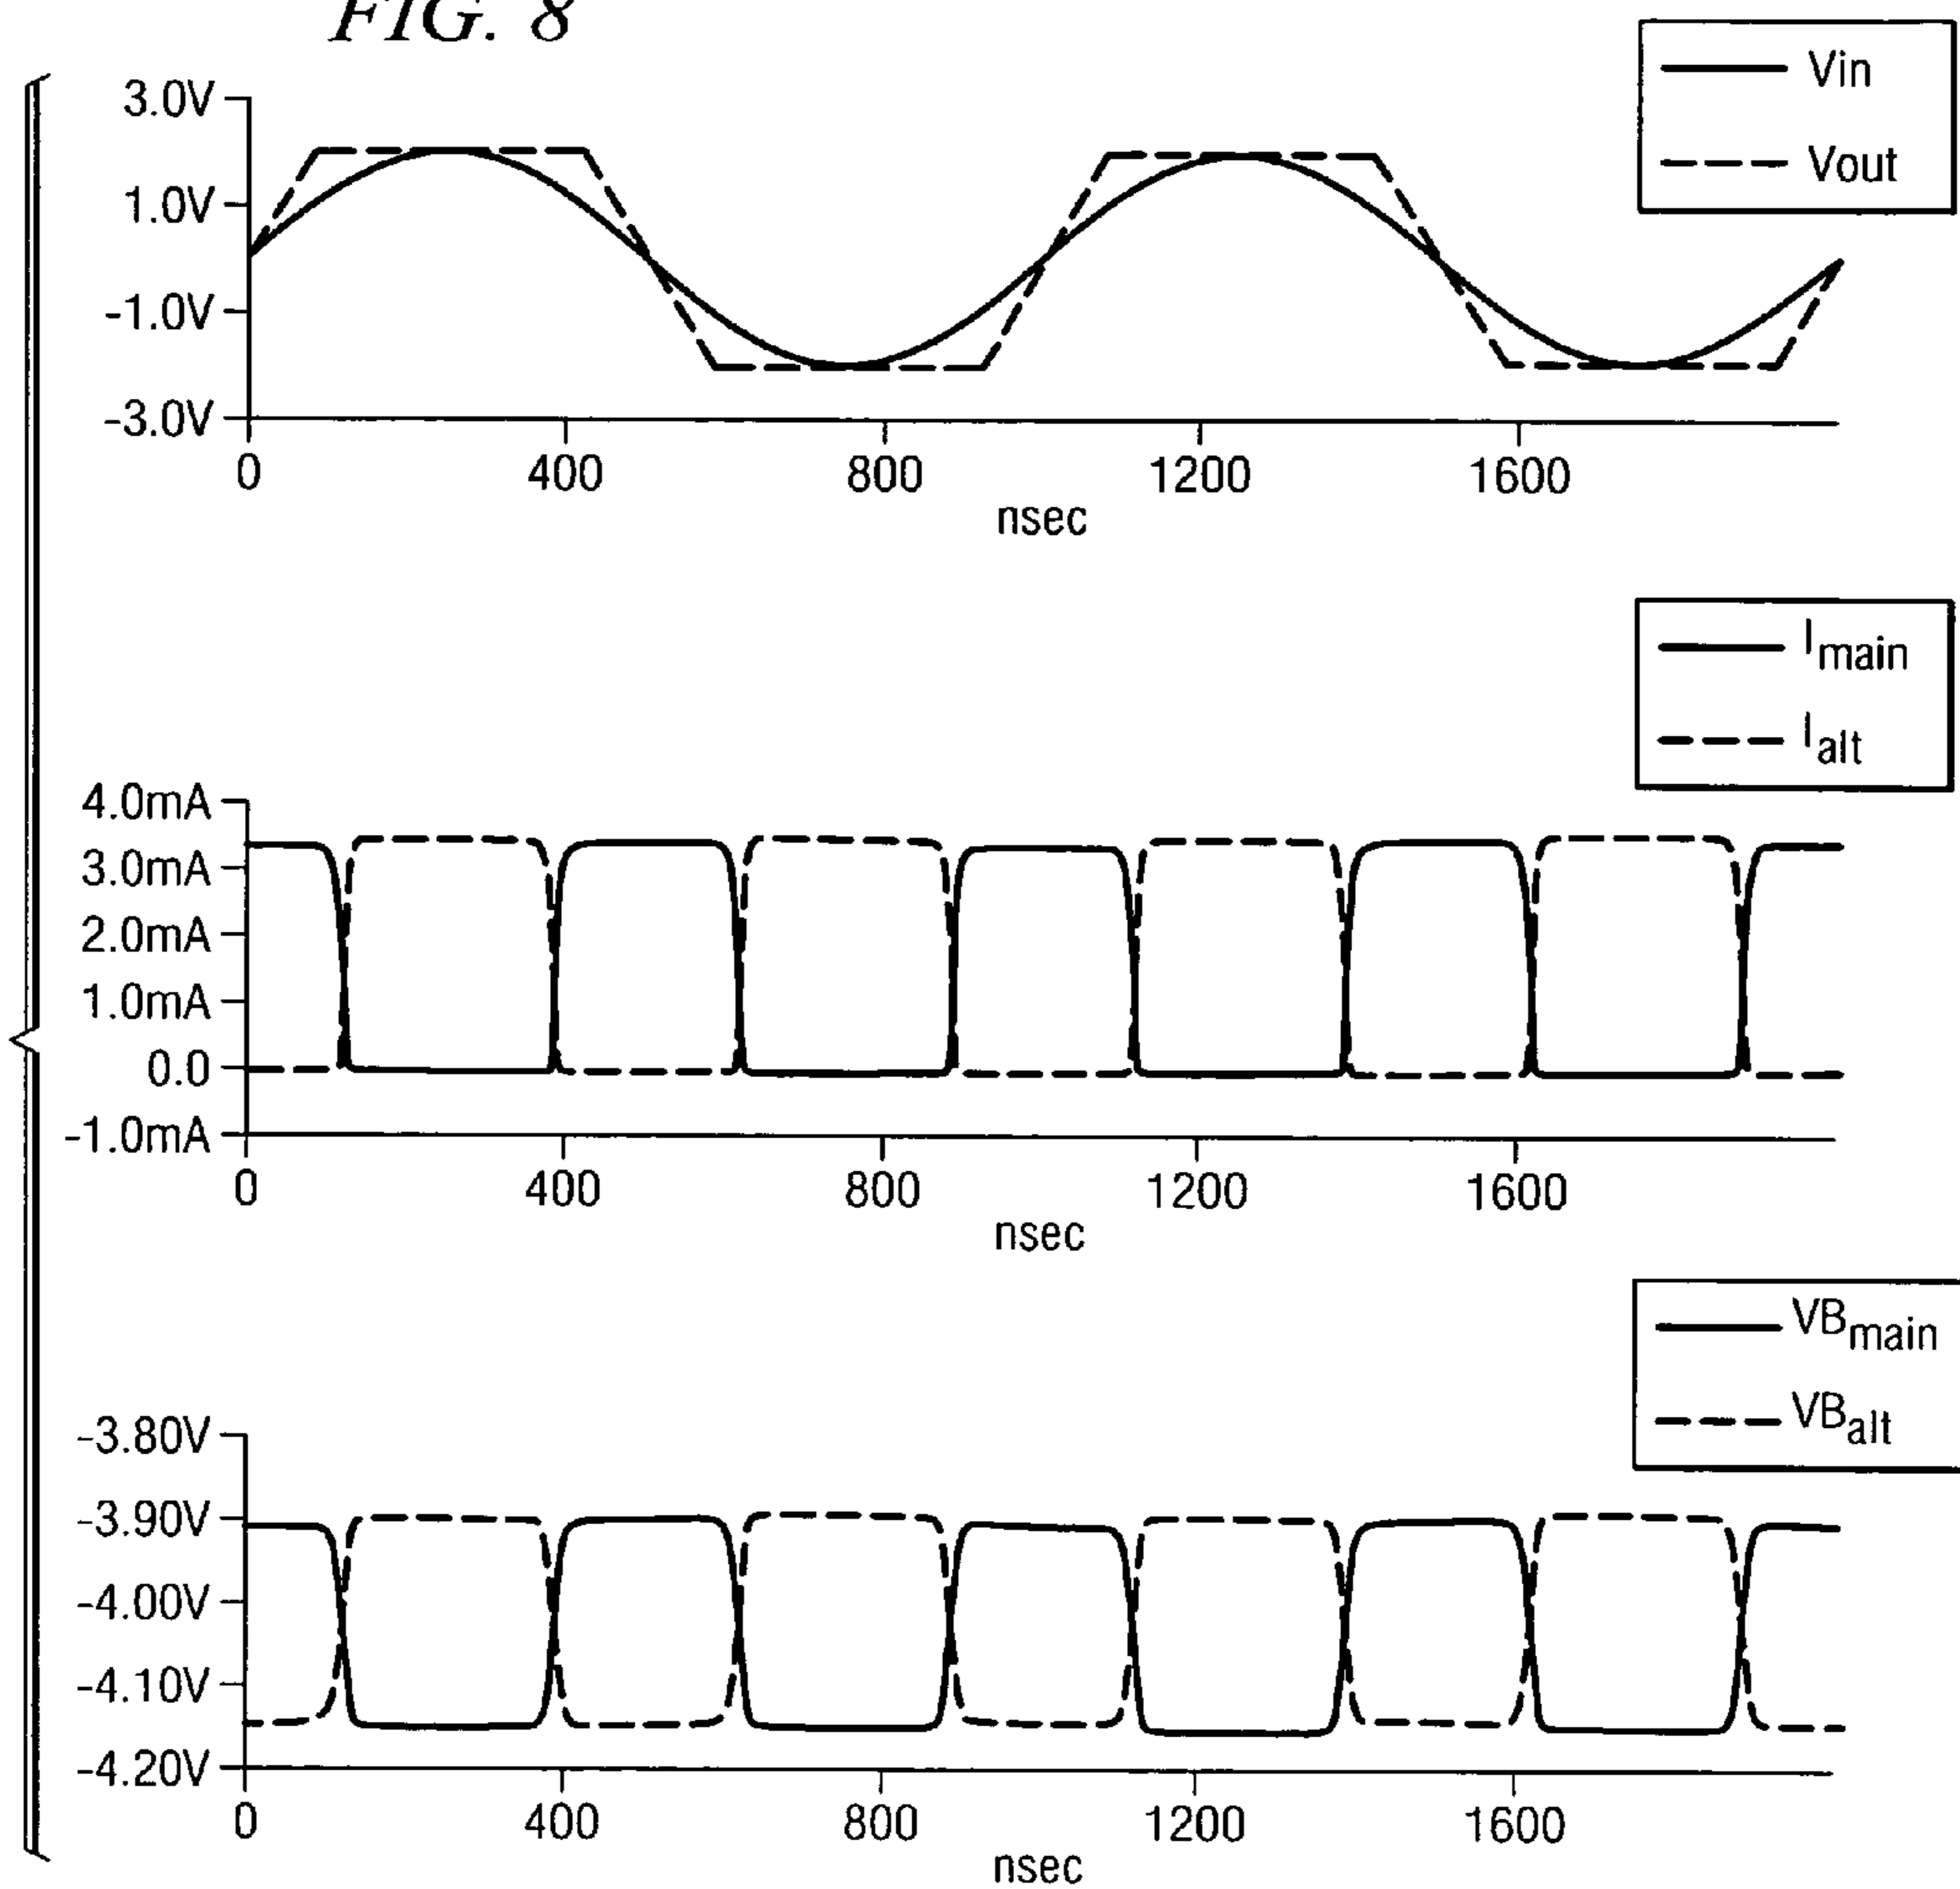 FIG. 8
Vin
Vout
3.0V
1.0V
-1.0V
-3.0V
0 400 800 1200 1600
nsec
Imain
Ialt
4.0mA
3.0mA
2.0mA
1.0mA
0.0
-1.0mA
0 400 800 1200 1600
nsec
VBmain
VBalt
-3.80V
-3.90V
-4.00V
-4.10V
-4.20V
0 400 800 1200 1600
nsec